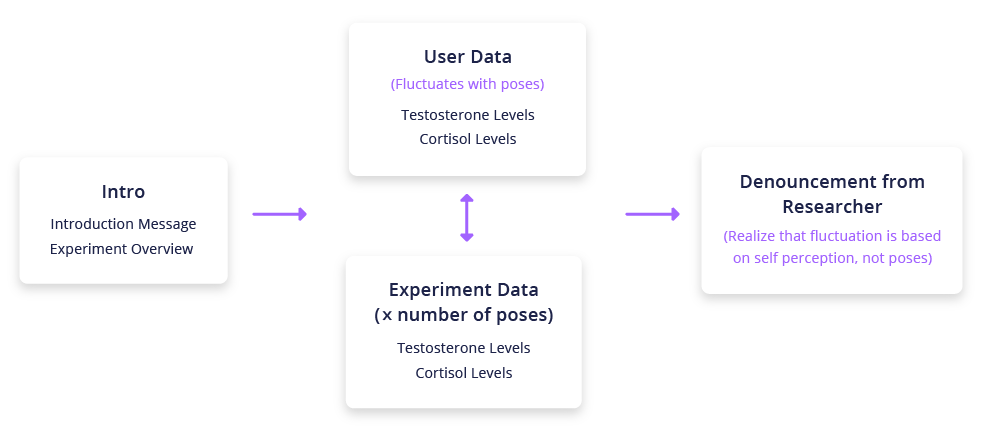 Intro
Introduction Message
Experiment Overview
User Data
(Fluctuates with poses)
Testosterone Levels
Cortisol Levels
Experiment Data
(× number of poses)
Testosterone Levels
Cortisol Levels
Denouncement from
Researcher
(Realize that fluctuation is based
on self perception, not poses)